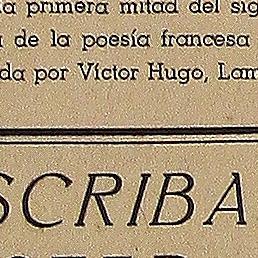 a primera mitad del sig
de la poesía francesa
da por Víctor Hugo, Lam
SCRIBA